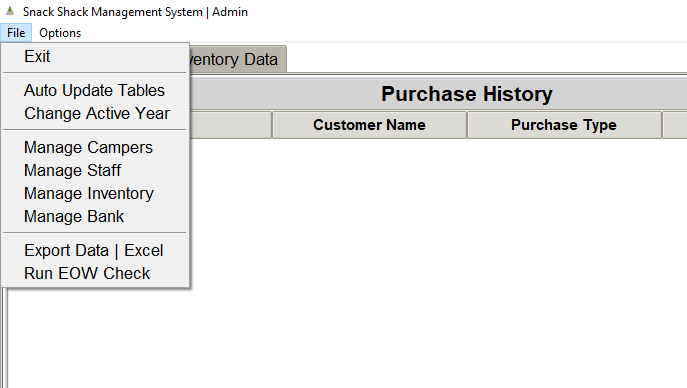 Snack Shack Management System | Admin
File Options
Exit
Auto Update Tables
Change Active Year
Manage Campers
Manage Staff
Manage Inventory
Manage Bank
Export Data | Excel
Run EOW Check
Data
Purchase History
Customer Name Purchase Type